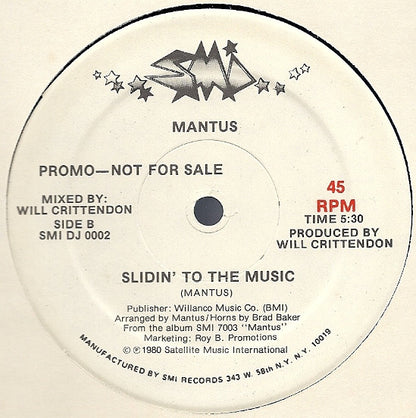 SMI
MANTUS
PROMO—NOT FOR SALE
MIXED BY:
WILL CRITTENDON
SIDE B
SMI DJ 0002
45
RPM
TIME 5:30
PRODUCED BY
WILL CRITTENDON
SLIDIN' TO THE MUSIC
(MANTUS)
Publisher: Willanco Music Co. (BMI)
Arranged by Mantus/Horns by Brad Baker
From the album SMI 7003 "Mantus"
Marketing: Roy B. Promotions
© ℗ 1980 Satellite Music International
MANUFACTURED BY SMI RECORDS 343 W. 58th N.Y. N.Y. 10019